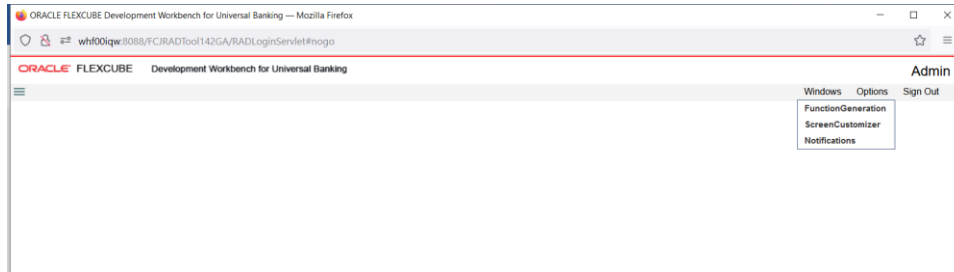 ORACLE FLEXCUBE Development Workbench for Universal Banking — Mozilla Firefox
whf00iqw:8088/FCJRADTool142GA/RADLoginServlet#nogo
ORACLE FLEXCUBE Development Workbench for Universal Banking
Admin
Windows Options Sign Out
FunctionGeneration
ScreenCustomizer
Notifications